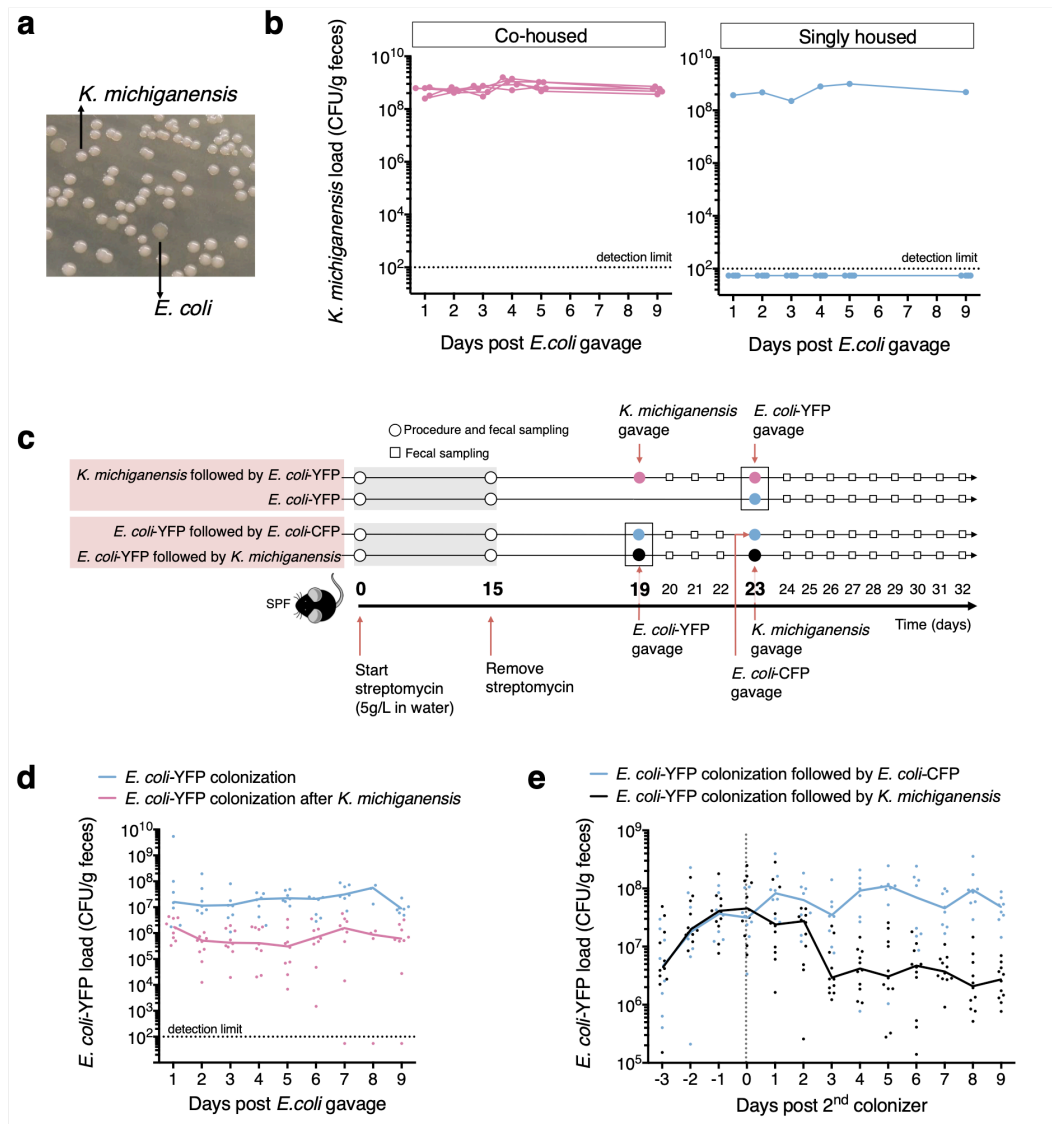 a
K. michiganensis
E. coli
b
K. michiganensis load (CFU/g feces)
Co-housed
10^10
10^8
10^6
10^4
10^2
detection limit
1 2 3 4 5 6 7 8 9
Days post E.coli gavage
Singly housed
10^10
10^8
10^6
10^4
10^2
detection limit
1 2 3 4 5 6 7 8 9
Days post E.coli gavage
c
Procedure and fecal sampling
Fecal sampling
K. michiganensis
gavage
E. coli-YFP
gavage
K. michiganensis followed by E. coli-YFP
E. coli-YFP
E. coli-YFP followed by E. coli-CFP
E. coli-YFP followed by K. michiganensis
SPF
0 15 19 20 21 22 23 24 25 26 27 28 29 30 31 32
Time (days)
Start
streptomycin
(5g/L in water)
Remove
streptomycin
E. coli-YFP
gavage
K. michiganensis
gavage
E. coli-CFP
gavage
d
E. coli-YFP colonization
E. coli-YFP colonization after K. michiganensis
E. coli-YFP load (CFU/g feces)
10^10
10^9
10^8
10^7
10^6
10^5
10^4
10^3
10^2
detection limit
1 2 3 4 5 6 7 8 9
Days post E.coli gavage
e
E. coli-YFP colonization followed by E. coli-CFP
E. coli-YFP colonization followed by K. michiganensis
E. coli-YFP load (CFU/g feces)
10^9
10^8
10^7
10^6
10^5
-3 -2 -1 0 1 2 3 4 5 6 7 8 9
Days post 2nd colonizer